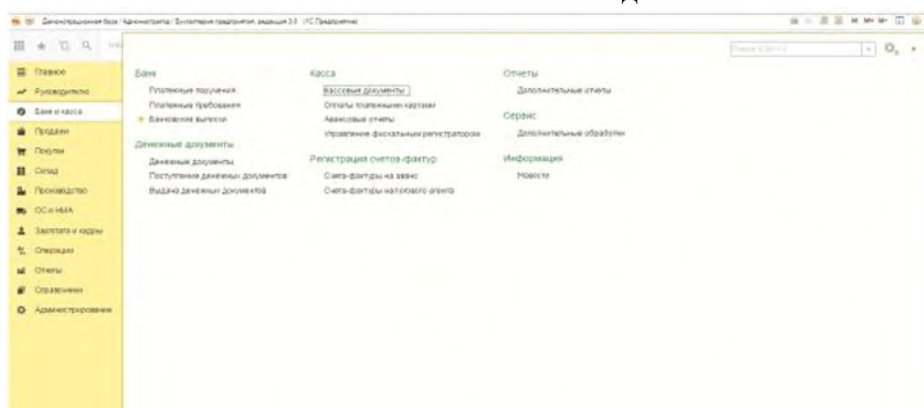 Д
Демонстрационная база / Администратор / Бухгалтерия предприятия, редакция 3.0 (1С:Предприятие)
M M+ M-
Поиск (Ctrl+F)
Главное
Руководителю
Банк и касса
Продажи
Покупки
Склад
Производство
ОС и НМА
Зарплата и кадры
Операции
Отчеты
Справочники
Администрирование
Банк
Платежные поручения
Платежные требования
Банковские выписки
Денежные документы
Денежные документы
Поступления денежных документов
Выдача денежных документов
Касса
Кассовые документы
Оплаты платежными картами
Авансовые отчеты
Управление фискальным регистратором
Регистрация счетов-фактур
Счета-фактуры на аванс
Счета-фактуры налогового агента
Отчеты
Дополнительные отчеты
Сервис
Дополнительные обработки
Информация
Новости